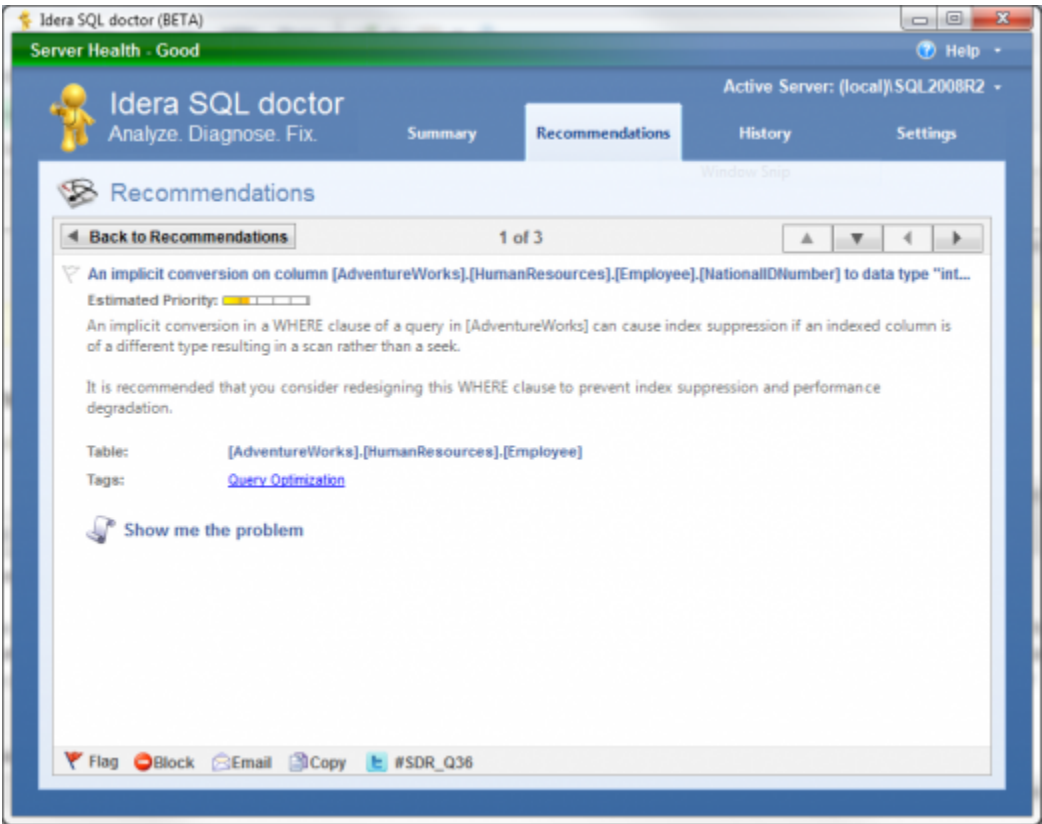 Idera SQL doctor (BETA)
Server Health - Good
Help
Active Server: (local)\SQL2008R2
Idera SQL doctor
Analyze. Diagnose. Fix.
Summary
Recommendations
History
Settings
Window Snip
Recommendations
Back to Recommendations
1 of 3
An implicit conversion on column [AdventureWorks].[HumanResources].[Employee].[NationalIDNumber] to data type "int...
Estimated Priority:
An implicit conversion in a WHERE clause of a query in [AdventureWorks] can cause index suppression if an indexed column is
of a different type resulting in a scan rather than a seek.
It is recommended that you consider redesigning this WHERE clause to prevent index suppression and performance
degradation.
Table: [AdventureWorks].[HumanResources].[Employee]
Tags: Query Optimization
Show me the problem
Flag Block Email Copy #SDR_Q36